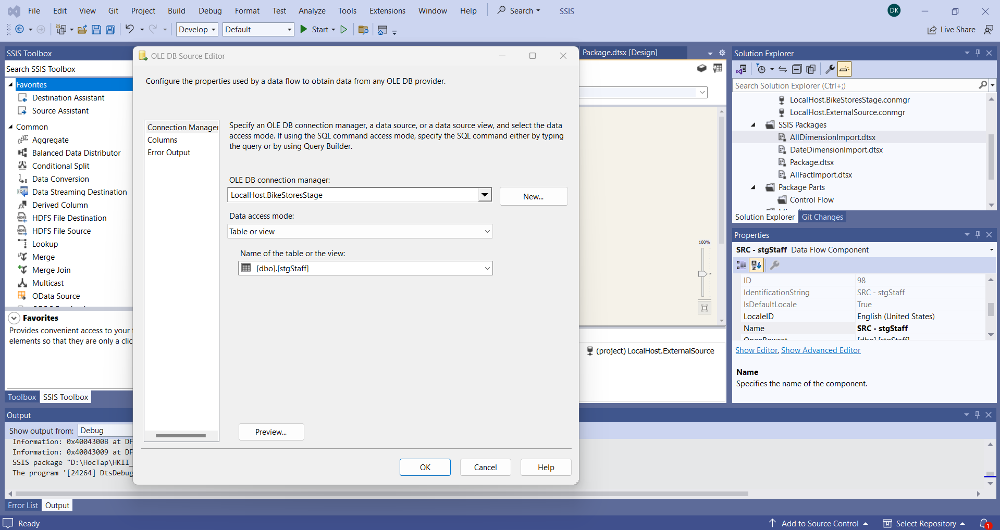 File Edit View Git Project Build Debug Format Test Analyze Tools Extensions Window Help Search SSIS DK
Develop Default Start Live Share
SSIS Toolbox
Search SSIS Toolbox
Favorites
Destination Assistant
Source Assistant
Common
Aggregate
Balanced Data Distributor
Conditional Split
Data Conversion
Data Streaming Destination
Derived Column
HDFS File Destination
HDFS File Source
Lookup
Merge
Merge Join
Multicast
OData Source
Favorites
Provides convenient access to your
elements so that they are only a clic
Toolbox SSIS Toolbox
OLE DB Source Editor
Configure the properties used by a data flow to obtain data from any OLE DB provider.
Connection Manager
Columns
Error Output
Specify an OLE DB connection manager, a data source, or a data source view, and select the data
access mode. If using the SQL command access mode, specify the SQL command either by typing
the query or by using Query Builder.
OLE DB connection manager:
LocalHost.BikeStoresStage
New...
Data access mode:
Table or view
Name of the table or the view:
[dbo].[stgStaff]
Preview...
OK Cancel Help
Package.dtsx [Design]
100%
(project) LocalHost.ExternalSource
Solution Explorer
Search Solution Explorer (Ctrl+;)
LocalHost.BikeStoresStage.conmgr
LocalHost.ExternalSource.conmgr
SSIS Packages
AllDimensionImport.dtsx
DateDimensionImport.dtsx
Package.dtsx
AllFactImport.dtsx
Package Parts
Control Flow
Solution Explorer Git Changes
Properties
SRC - stgStaff Data Flow Component
ID 98
IdentificationString SRC - stgStaff
IsDefaultLocale True
LocaleID English (United States)
Name SRC - stgStaff
OpenRowset [dbo].[stgStaff]
Show Editor, Show Advanced Editor
Name
Specifies the name of the component.
Output
Show output from: Debug
Information: 0x4004300B at DF
Information: 0x40043009 at DF
SSIS package "D:\HocTap\HKII_
The program '[24264] DtsDebug
Error List Output
Ready Add to Source Control Select Repository 1